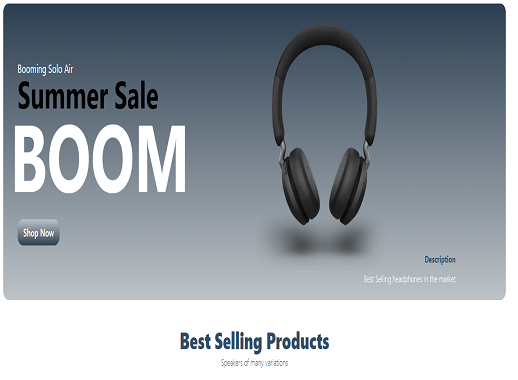 Booming Solo Air
Summer Sale
BOOM
Shop Now
Description
Best Selling headphones in the market
Best Selling Products
Speakers of many variations